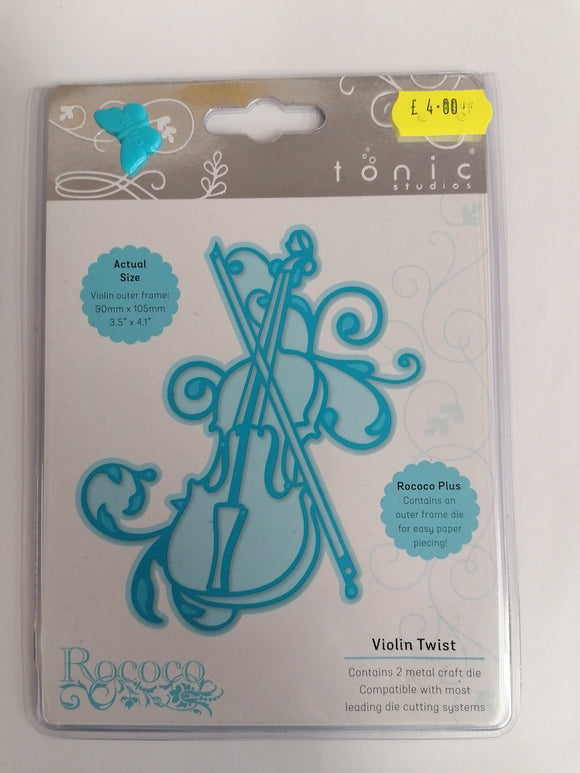 £ 4.00
tonic®
studios
Actual
Size
Violin outer frame:
90mm x 105mm
3.5" x 4.1"
Rococo Plus
Contains an
outer frame die
for easy paper
piecing!
Rococo
Violin Twist
Contains 2 metal craft die
Compatible with most
leading die cutting systems